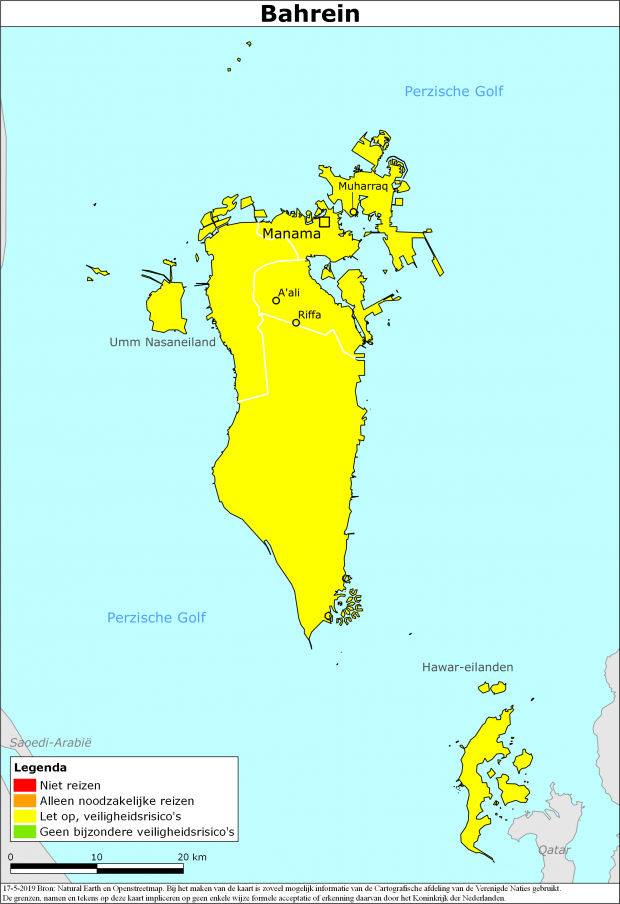 Bahrein
Perzische Golf
Muharraq
Manama
A'ali
Riffa
Umm Nasaneiland
Perzische Golf
Hawar-eilanden
Saoedi-Arabië
Legenda
Niet reizen
Alleen noodzakelijke reizen
Let op, veiligheidsrisico's
Geen bijzondere veiligheidsrisico's
Qatar
0 10 20 km
17-5-2019 Bron: Natural Earth en Openstreetmap. Bij het maken van de kaart is zoveel mogelijk informatie van de Cartografische afdeling van de Verenigde Naties gebruikt.
De grenzen, namen en tekens op deze kaart impliceren op geen enkele wijze formele acceptatie of erkenning daarvan door het Koninkrijk der Nederlanden.